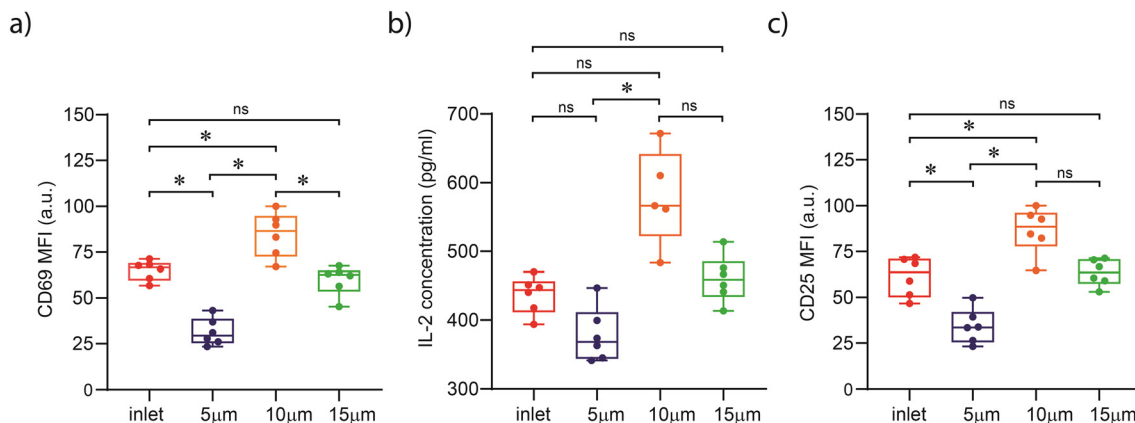 a)
CD69 MFI (a.u.)
150
125
100
75
50
25
0
ns
*
*
*
*
inlet 5μm 10μm 15μm
b)
IL-2 concentration (pg/ml)
700
600
450
400
300
ns
ns
*
ns
ns
inlet 5μm 10μm 15μm
c)
CD25 MFI (a.u.)
150
125
100
75
50
25
0
ns
*
*
*
ns
inlet 5μm 10μm 15μm